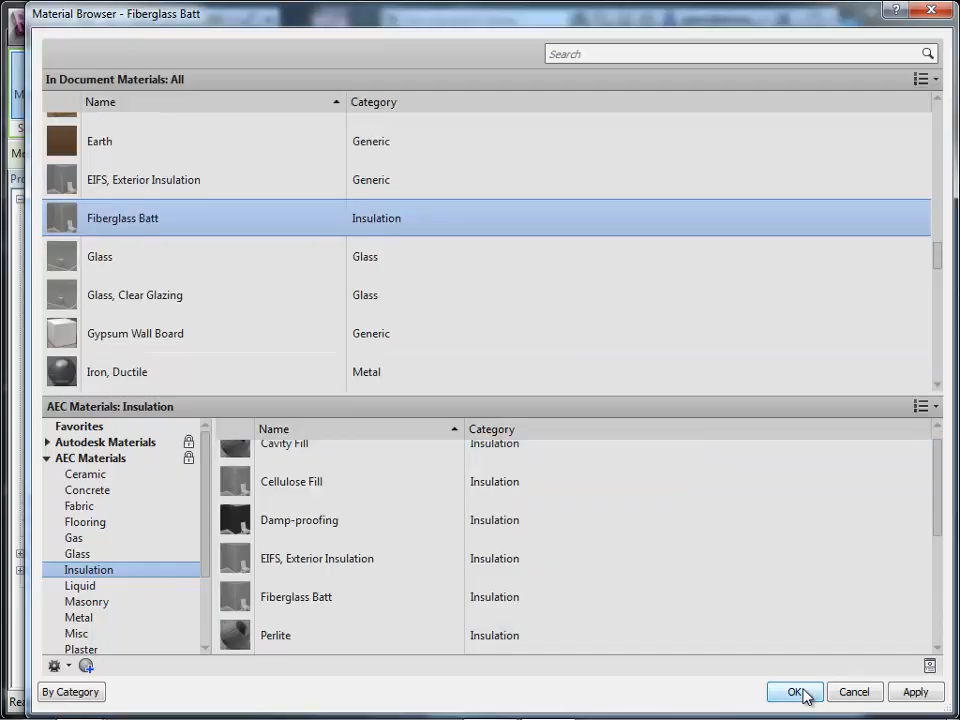 Material Browser - Fiberglass Batt
Search
In Document Materials: All
Name Category
Earth Generic
EIFS, Exterior Insulation Generic
Fiberglass Batt Insulation
Glass Glass
Glass, Clear Glazing Glass
Gypsum Wall Board Generic
Iron, Ductile Metal
AEC Materials: Insulation
Favorites
Autodesk Materials
AEC Materials
Ceramic
Concrete
Fabric
Flooring
Gas
Glass
Insulation
Liquid
Masonry
Metal
Misc
Plaster
Name Category
Cavity Fill Insulation
Cellulose Fill Insulation
Damp-proofing Insulation
EIFS, Exterior Insulation Insulation
Fiberglass Batt Insulation
Perlite Insulation
By Category OK Cancel Apply